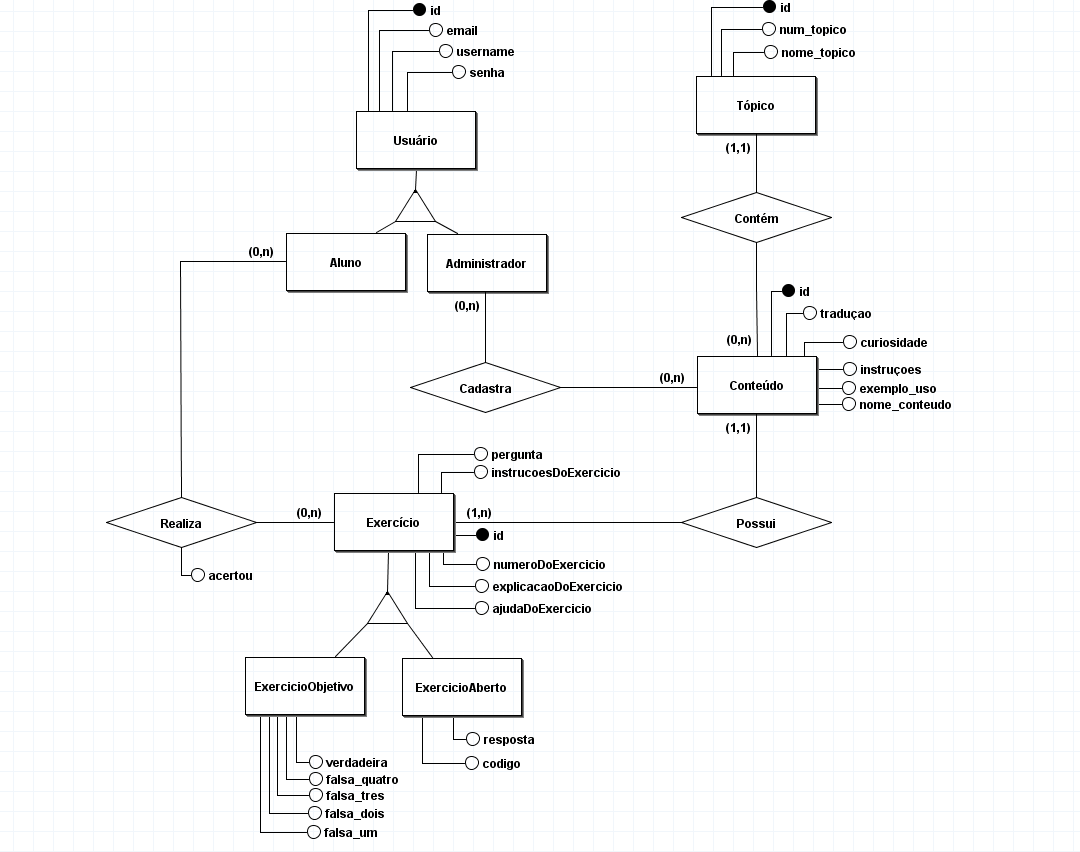 id
email
username
senha
Usuário
id
num_topico
nome_topico
Tópico
(1,1)
Contém
(0,n)
Aluno
Administrador
(0,n)
Cadastra
(0,n)
(0,n)
id
traduçao
curiosidade
instruçoes
exemplo_uso
nome_conteudo
Conteúdo
(1,1)
pergunta
instrucoesDoExercicio
Realiza
(0,n)
Exercício
(1,n)
Possui
id
acertou
numeroDoExercicio
explicacaoDoExercicio
ajudaDoExercicio
ExercicioObjetivo
ExercicioAberto
verdadeira
falsa_quatro
falsa_tres
falsa_dois
falsa_um
resposta
codigo